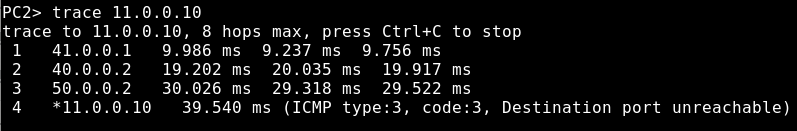 PC2> trace 11.0.0.10
trace to 11.0.0.10, 8 hops max, press Ctrl+C to stop
 1   41.0.0.1   9.986 ms  9.237 ms  9.756 ms
 2   40.0.0.2   19.202 ms  20.035 ms  19.917 ms
 3   50.0.0.2   30.026 ms  29.318 ms  29.522 ms
 4   *11.0.0.10   39.540 ms (ICMP type:3, code:3, Destination port unreachable)